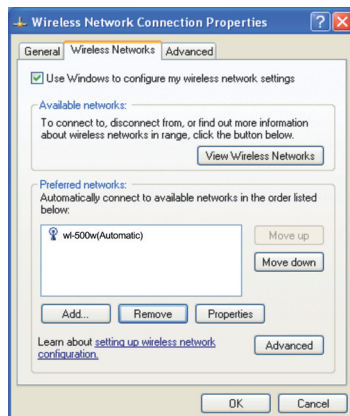 Wireless Network Connection Properties
General Wireless Networks Advanced
Use Windows to configure my wireless network settings
Available networks:
To connect to, disconnect from, or find out more information
about wireless networks in range, click the button below.
View Wireless Networks
Preferred networks:
Automatically connect to available networks in the order listed
below:
wl-500w(Automatic)
Move up
Move down
Add... Remove Properties
Learn about setting up wireless network
configuration.
Advanced
OK Cancel